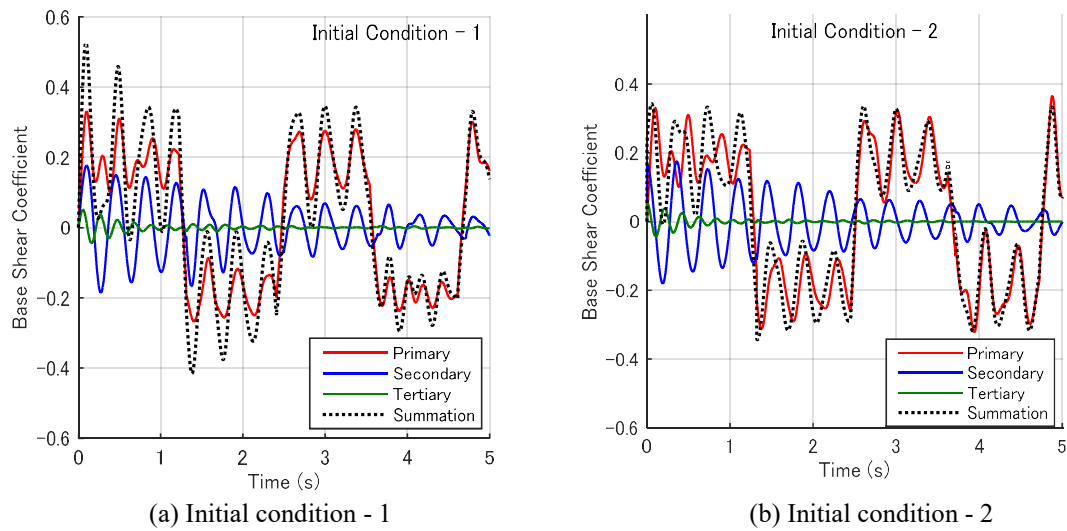 Initial Condition - 1
Base Shear Coefficient
0.6
0.4
0.2
0
-0.2
-0.4
-0.6
0 1 2 3 4 5
Time (s)
Primary
Secondary
Tertiary
Summation
(a) Initial condition - 1
Initial Condition - 2
Base Shear Coefficient
0.4
0.2
0
-0.2
-0.4
-0.6
0 1 2 3 4 5
Time (s)
Primary
Secondary
Tertiary
Summation
(b) Initial condition - 2